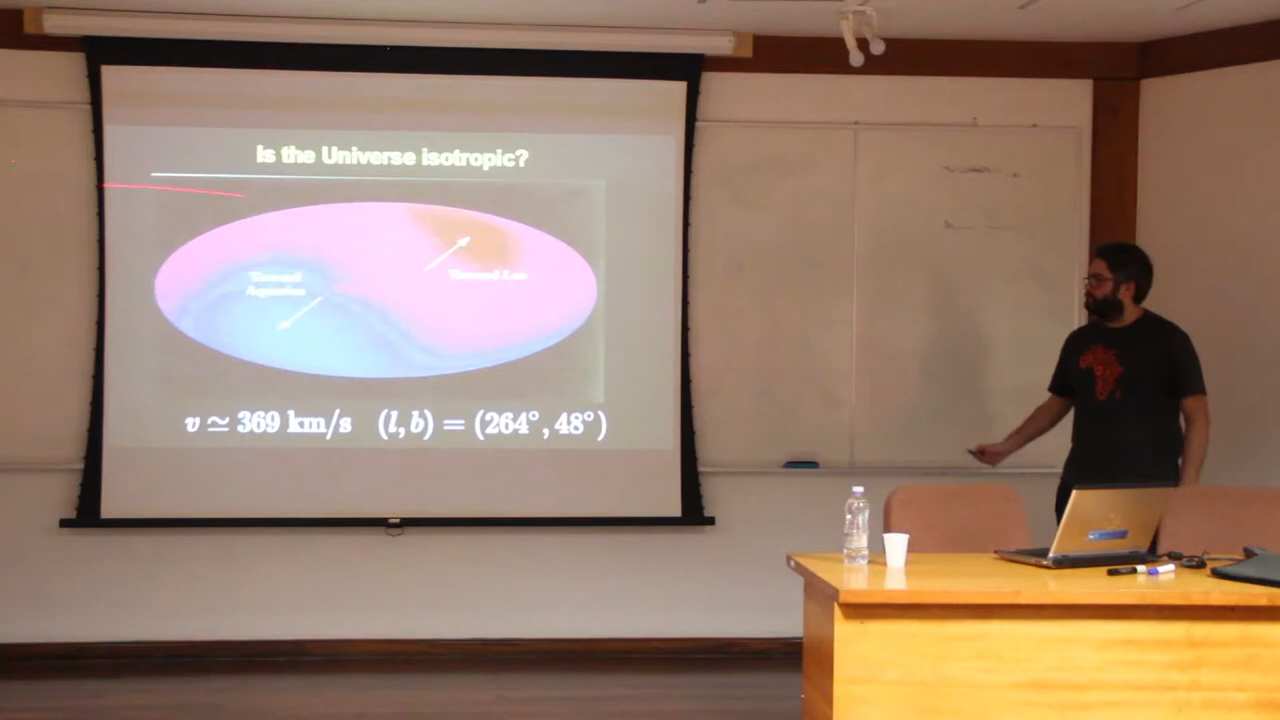 Is the Universe isotropic?
Toward
Aquarius
Toward Leo
v ≃ 369 km/s (l, b) = (264°, 48°)